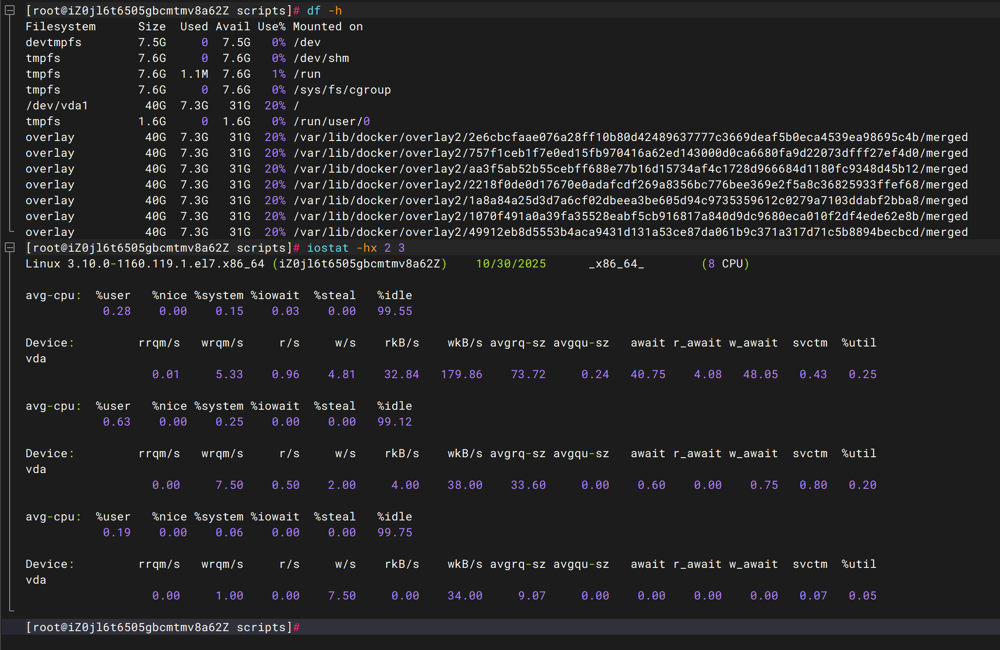 [root@iZ0jl6t6505gbcmtmv8a62Z scripts]# df -h
Filesystem      Size  Used Avail Use% Mounted on
devtmpfs        7.5G     0  7.5G   0% /dev
tmpfs           7.6G     0  7.6G   0% /dev/shm
tmpfs           7.6G  1.1M  7.6G   1% /run
tmpfs           7.6G     0  7.6G   0% /sys/fs/cgroup
/dev/vda1        40G  7.3G   31G  20% /
tmpfs           1.6G     0  1.6G   0% /run/user/0
overlay          40G  7.3G   31G  20% /var/lib/docker/overlay2/2e6cbcfaae076a28ff10b80d42489637777c3669deaf5b0eca4539ea98695c4b/merged
overlay          40G  7.3G   31G  20% /var/lib/docker/overlay2/757f1ceb1f7e0ed15fb970416a62ed143000d0ca6680fa9d22073dfff27ef4d0/merged
overlay          40G  7.3G   31G  20% /var/lib/docker/overlay2/aa3f5ab52b55cebff688e77b16d15734af4c1728d966684d1180fc9348d45b12/merged
overlay          40G  7.3G   31G  20% /var/lib/docker/overlay2/2218f0de0d17670e0adafcdf269a8356bc776bee369e2f5a8c36825933ffef68/merged
overlay          40G  7.3G   31G  20% /var/lib/docker/overlay2/1a8a84a25d3d7a6cf02dbeea3be605d94c9735359612c0279a7103ddabf2bba8/merged
overlay          40G  7.3G   31G  20% /var/lib/docker/overlay2/1070f491a0a39fa35528eabf5cb916817a840d9dc9680eca010f2df4ede62e8b/merged
overlay          40G  7.3G   31G  20% /var/lib/docker/overlay2/49912eb8d5553b4aca9431d131a53ce87da061b9c371a317d71c5b8894becbcd/merged
[root@iZ0jl6t6505gbcmtmv8a62Z scripts]# iostat -hx 2 3
Linux 3.10.0-1160.119.1.el7.x86_64 (iZ0jl6t6505gbcmtmv8a62Z)    10/30/2025      _x86_64_        (8 CPU)
avg-cpu:  %user   %nice %system %iowait  %steal   %idle
           0.28    0.00    0.15    0.03    0.00   99.55
Device:         rrqm/s   wrqm/s     r/s     w/s    rkB/s    wkB/s avgrq-sz avgqu-sz   await r_await w_await  svctm  %util
vda
                  0.01     5.33    0.96    4.81    32.84   179.86    73.72     0.24   40.75    4.08   48.05   0.43   0.25
avg-cpu:  %user   %nice %system %iowait  %steal   %idle
           0.63    0.00    0.25    0.00    0.00   99.12
Device:         rrqm/s   wrqm/s     r/s     w/s    rkB/s    wkB/s avgrq-sz avgqu-sz   await r_await w_await  svctm  %util
vda
                  0.00     7.50    0.50    2.00     4.00    38.00    33.60     0.00    0.60    0.00    0.75   0.80   0.20
avg-cpu:  %user   %nice %system %iowait  %steal   %idle
           0.19    0.00    0.06    0.00    0.00   99.75
Device:         rrqm/s   wrqm/s     r/s     w/s    rkB/s    wkB/s avgrq-sz avgqu-sz   await r_await w_await  svctm  %util
vda
                  0.00     1.00    0.00    7.50     0.00    34.00     9.07     0.00    0.00    0.00    0.00   0.07   0.05
[root@iZ0jl6t6505gbcmtmv8a62Z scripts]#